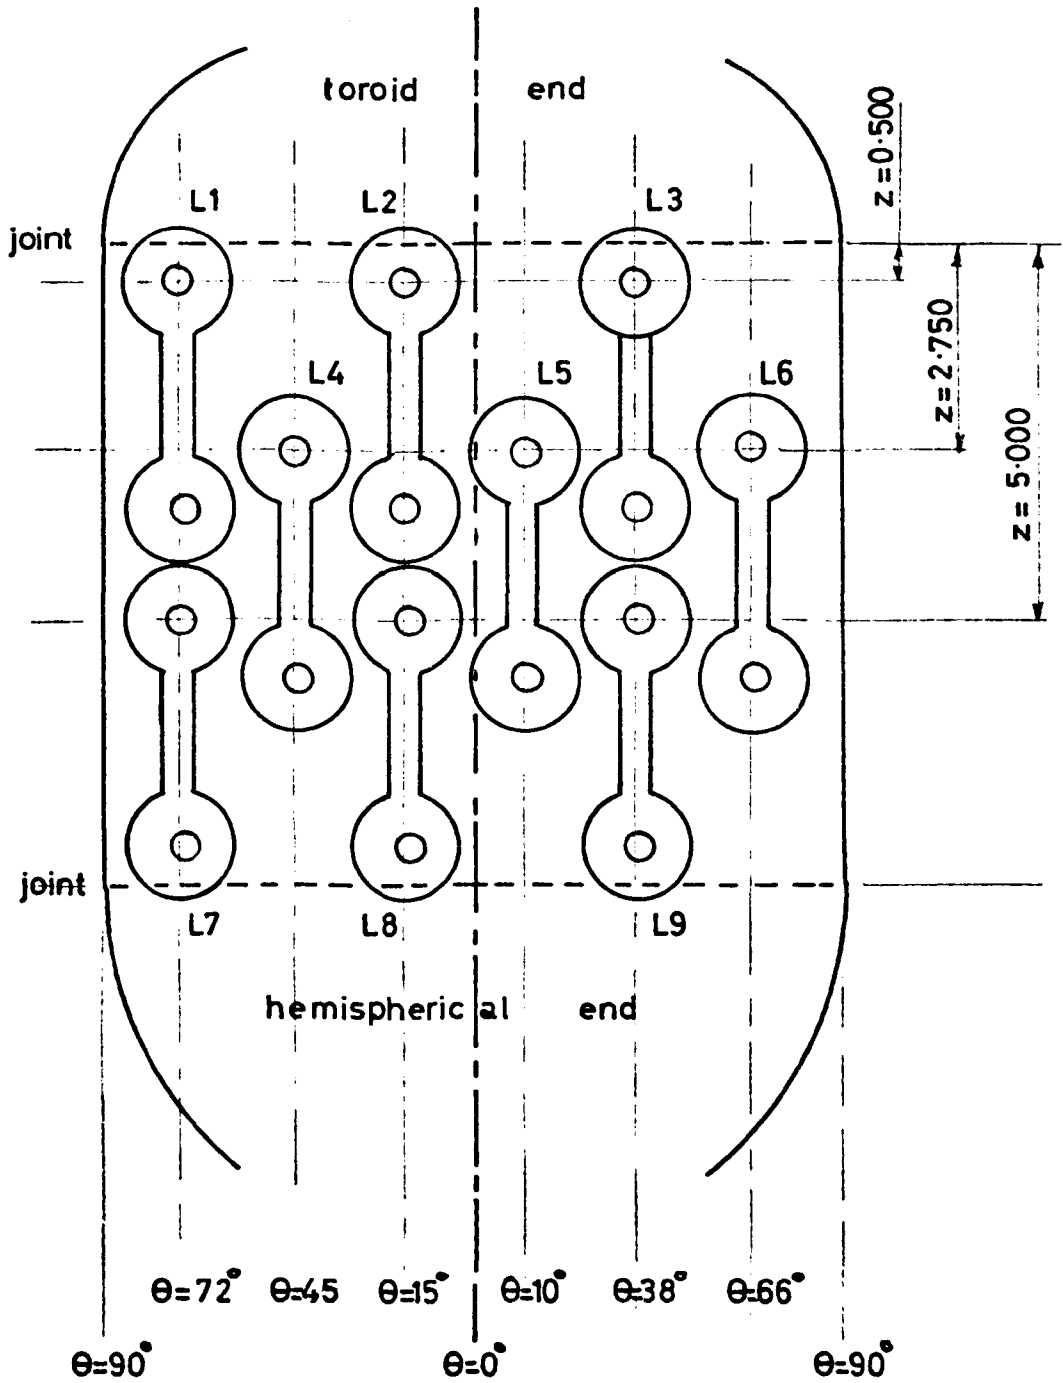 toroid end
z=0·500
L1 L2 L3
joint
z=2·750
L4 L5 L6
z=5·000
joint
L7 L8 L9
hemispherical end
θ=72° θ=45 θ=15° θ=10° θ=38° θ=66°
θ=90° θ=0° θ=90°